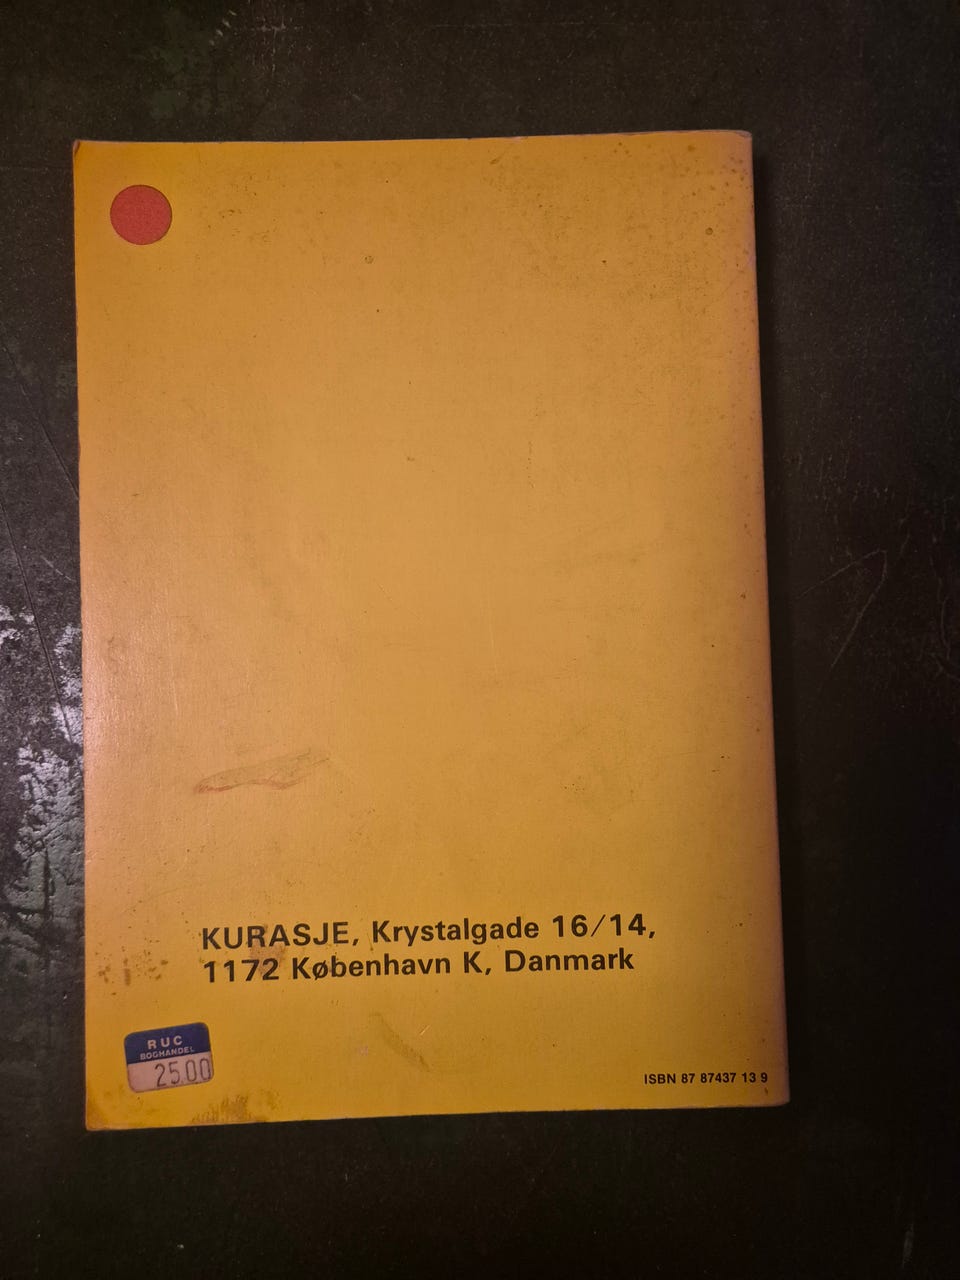 KURASJE, Krystalgade 16/14,
1172 København K, Danmark
RUC
BOGHANDEL
25.00
ISBN 87 87437 13 9